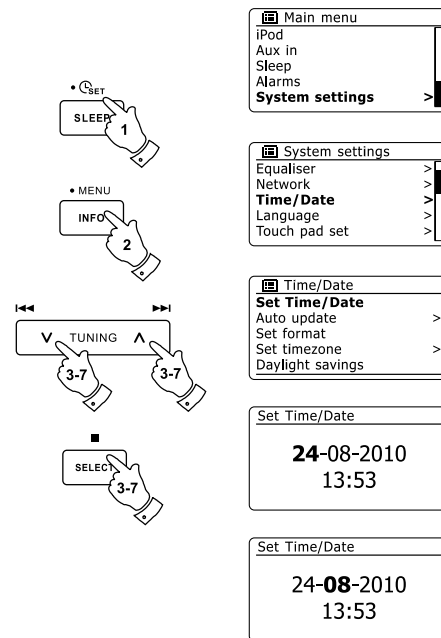 SET
SLEEP
1
• MENU
INFO
2
TUNING
3-7
3-7
SELECT
3-7
Main menu
iPod
Aux in
Sleep
Alarms
System settings >
System settings
Equaliser >
Network >
Time/Date >
Language >
Touch pad set >
Time/Date
Set Time/Date
Auto update >
Set format
Set timezone >
Daylight savings
Set Time/Date
24-08-2010
13:53
Set Time/Date
24-08-2010
13:53